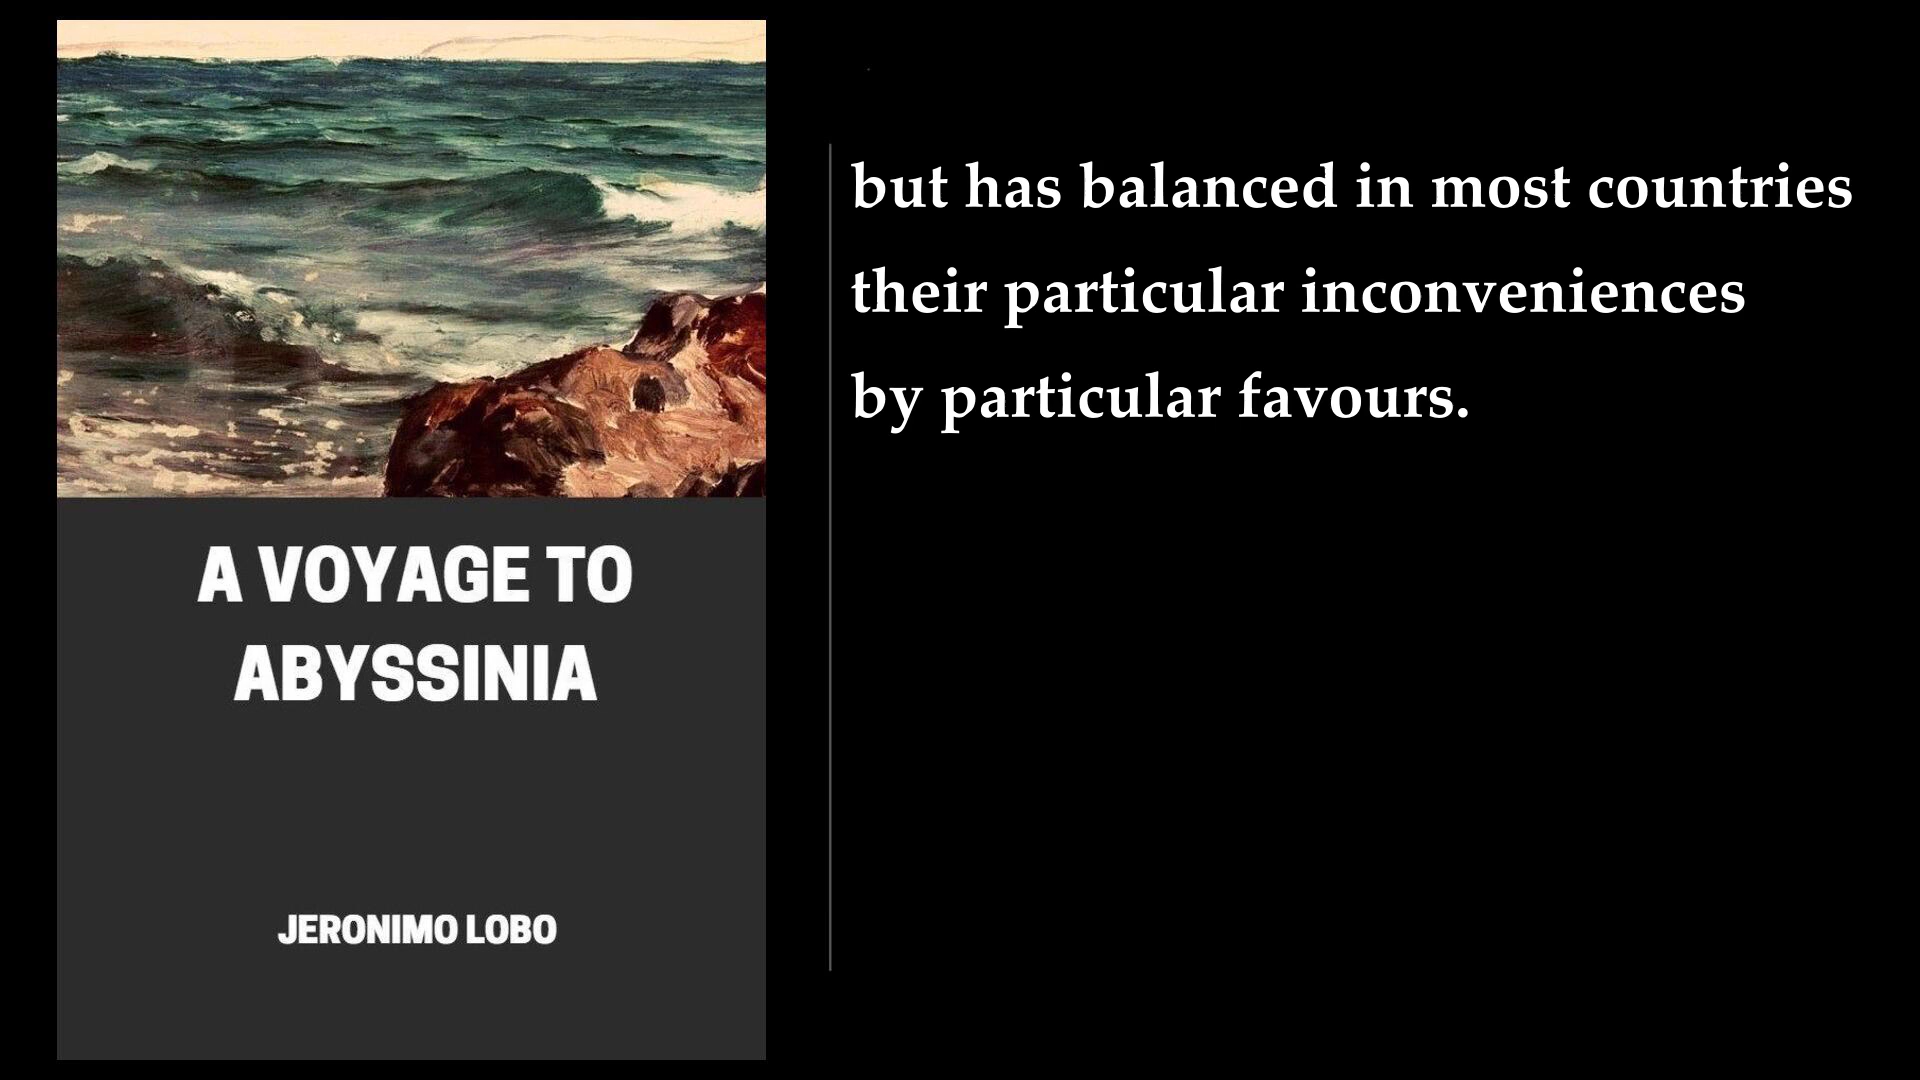 A VOYAGE TO
ABYSSINIA
JERONIMO LOBO
but has balanced in most countries
their particular inconveniences
by particular favours.